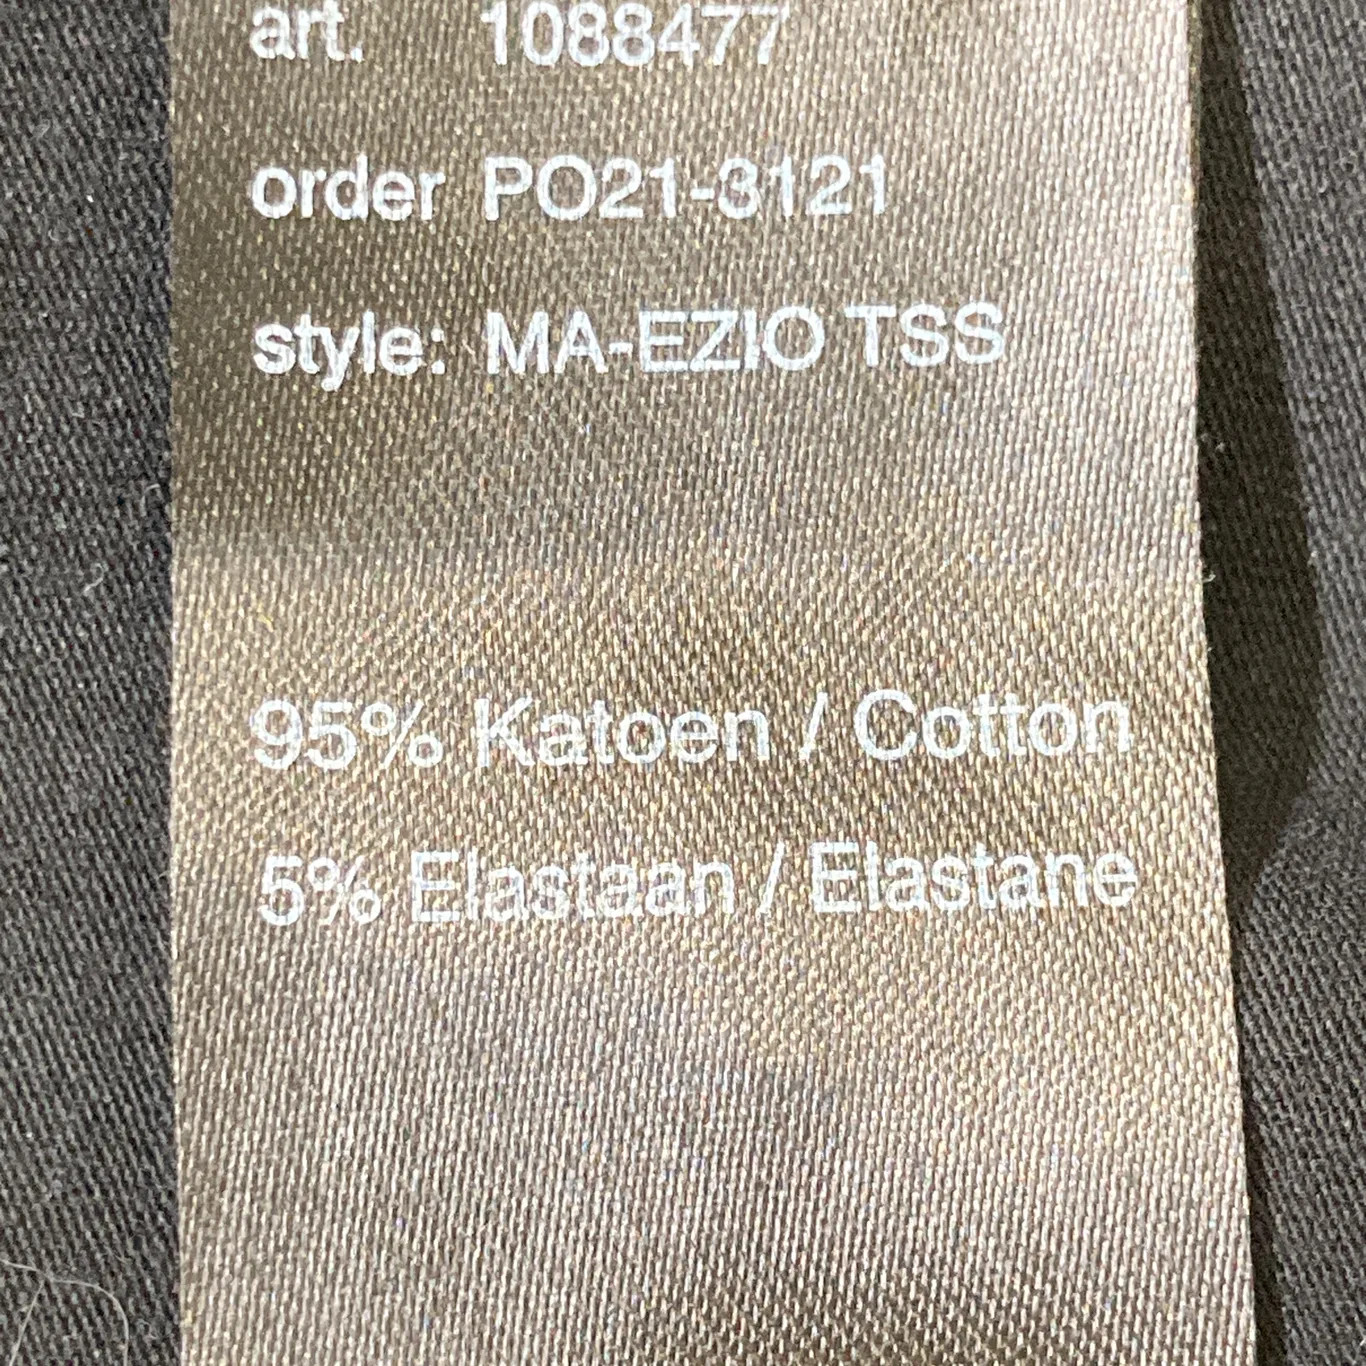 art. 1088477
order PO21-3121
style: MA-EZIO TSS
95% Katoen / Cotton
5% Elastaan / Elastane